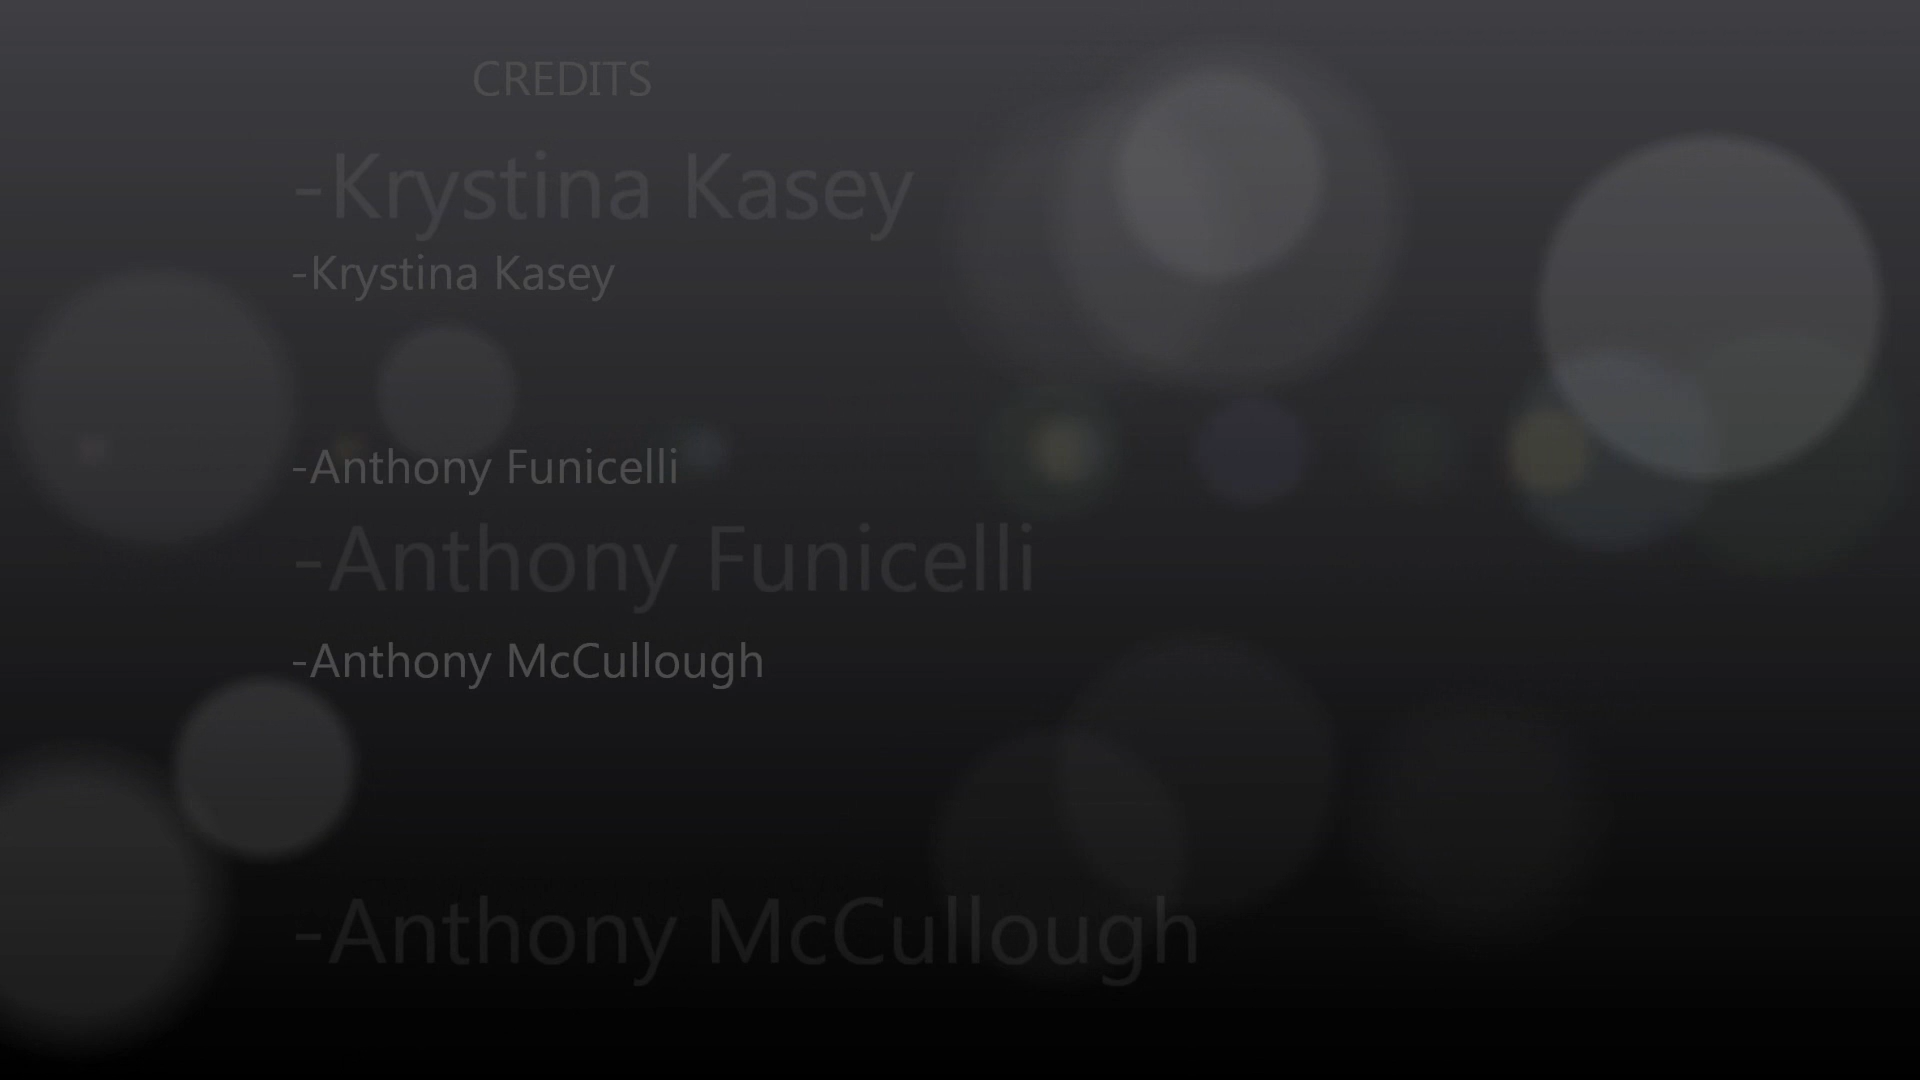 CREDITS
-Krystina Kasey
-Krystina Kasey
-Anthony Funicelli
-Anthony Funicelli
-Anthony McCullough
-Anthony McCullough